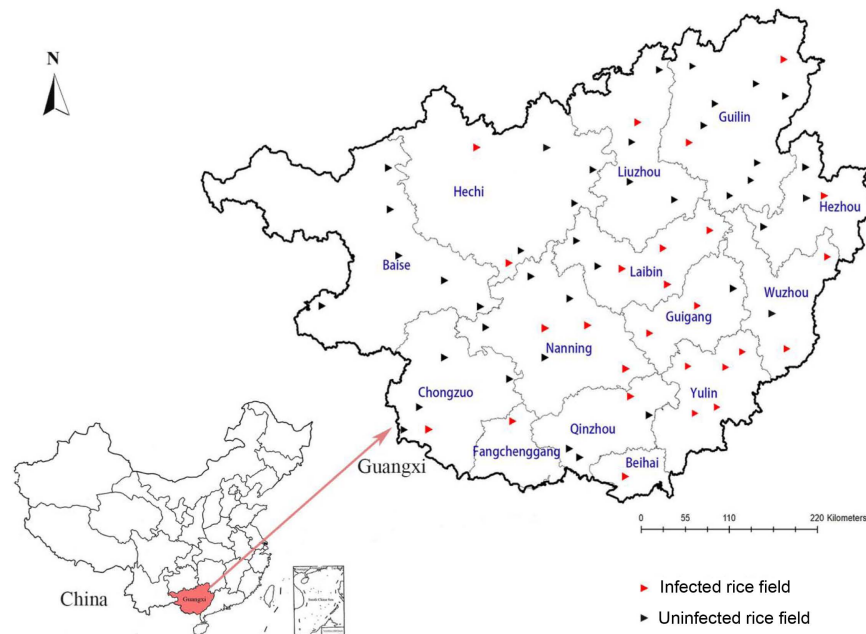 N
Guilin
Liuzhou
Hechi
Hezhou
Baise
Laibin
Wuzhou
Guigang
Nanning
Chongzuo
Yulin
Qinzhou
Fangchenggang
Beihai
Guangxi
0 55 110 220 Kilometers
China
Guangxi
Infected rice field
Uninfected rice field